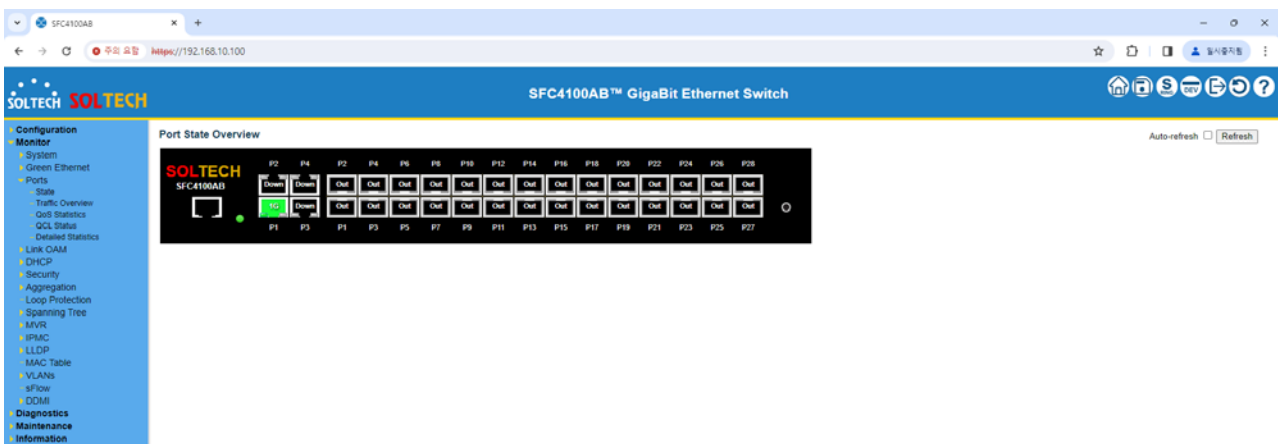 SFC4100AB
주의 요함 https://192.168.10.100 일시중지됨
SOLTECH SOLTECH
SFC4100AB™ GigaBit Ethernet Switch
SYNC DEV
Configuration
Monitor
System
Green Ethernet
Ports
State
Traffic Overview
QoS Statistics
QCL Status
Detailed Statistics
Link OAM
DHCP
Security
Aggregation
Loop Protection
Spanning Tree
MVR
IPMC
LLDP
MAC Table
VLANs
sFlow
DDMI
Diagnostics
Maintenance
Information
Port State Overview
Auto-refresh Refresh
SOLTECH
SFC4100AB
P2 P4 P2 P4 P6 P8 P10 P12 P14 P16 P18 P20 P22 P24 P26 P28
Down Down Out Out Out Out Out Out Out Out Out Out Out Out Out Out
1G Down Out Out Out Out Out Out Out Out Out Out Out Out Out Out
P1 P3 P1 P3 P5 P7 P9 P11 P13 P15 P17 P19 P21 P23 P25 P27